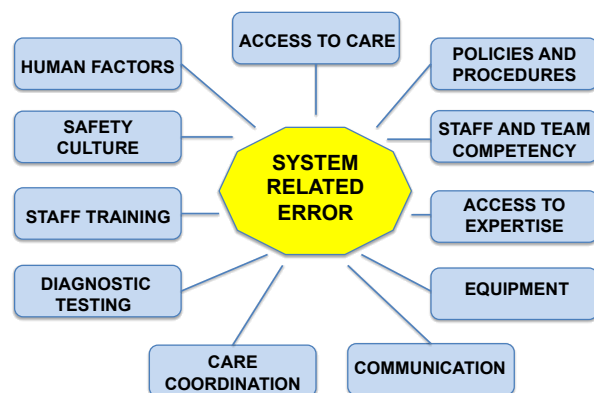 ACCESS TO CARE
HUMAN FACTORS
POLICIES AND
PROCEDURES
SAFETY
CULTURE
STAFF AND TEAM
COMPETENCY
SYSTEM
RELATED
ERROR
STAFF TRAINING
ACCESS TO
EXPERTISE
DIAGNOSTIC
TESTING
EQUIPMENT
CARE
COORDINATION
COMMUNICATION